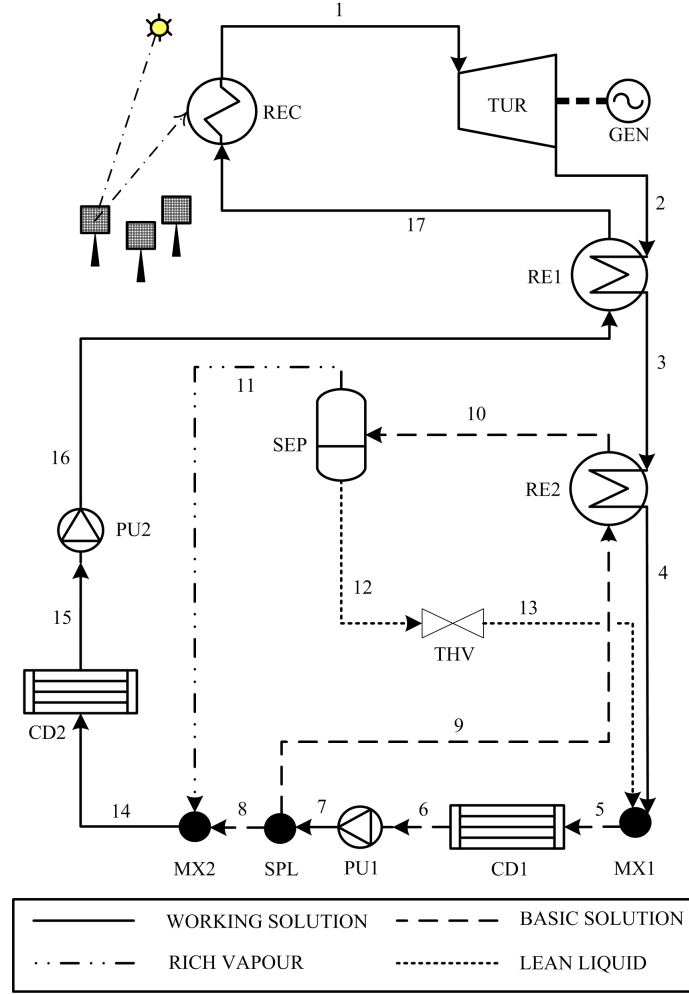 1
REC
TUR
GEN
2
17
RE1
3
11
10
SEP
RE2
16
PU2
4
12
13
15
THV
CD2
9
14
8
7
6
5
MX2
SPL
PU1
CD1
MX1
WORKING SOLUTION
BASIC SOLUTION
RICH VAPOUR
LEAN LIQUID